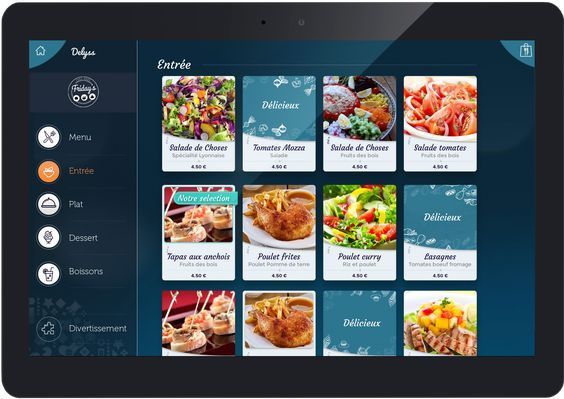 Delyss
Friday's
Menu
Entrée
Plat
Dessert
Boissons
Divertissement
Entrée
Salade de Choses
Spécialité Lyonnaise
4.50 €
Délicieux
Tomates Mozza
Salade
4.50 €
Salade de Choses
Fruits des bois
4.50 €
Salade tomates
Fruits des bois
4.50 €
Notre selection
Tapas aux anchois
Fruits des bois
4.50 €
Poulet frites
Poulet Pomme de terre
4.50 €
Poulet curry
Riz et poulet
4.50 €
Délicieux
Lasagnes
Tomates boeuf fromage
4.50 €
Délicieux